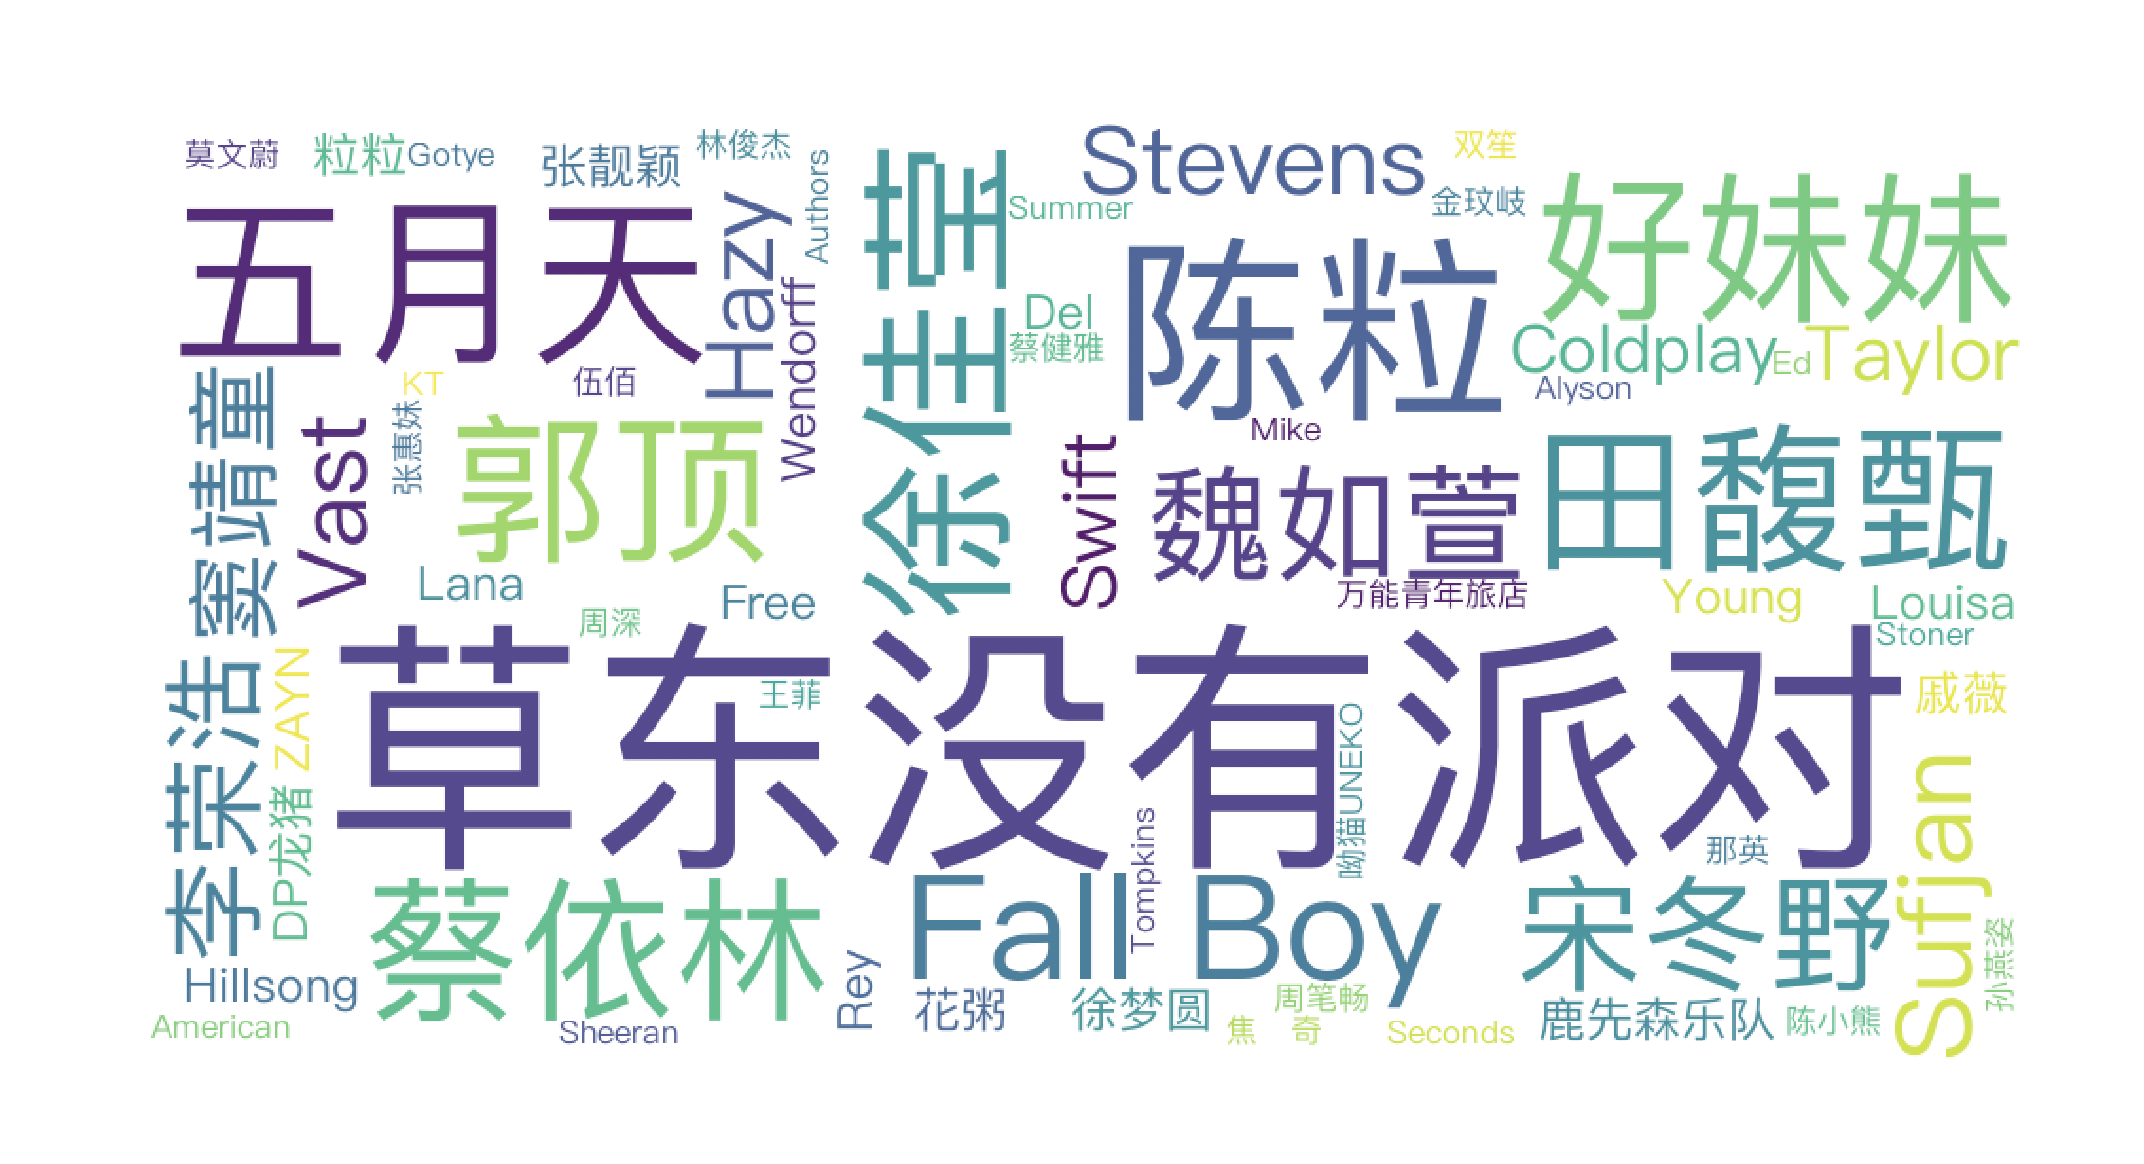 莫文蔚
粒粒
Gotye
张靓颖
林俊杰
Authors
Stevens
双笙
金玟岐
Summer
五月天
Hazy
徐佳莹
陈粒
好妹妹
Del
蔡健雅
Wendorff
Coldplay
Ed
Taylor
Alyson
窦靖童
KT
伍佰
张惠妹
Vast
郭顶
Mike
Swift
魏如萱
田馥甄
万能青年旅店
Young
Louisa
Stoner
Lana
周深
Free
李荣浩
ZAYN
草东没有派对
王菲
戚薇
呦猫UNEKO
那英
DP龙猪
Sufjan
Tompkins
蔡依林
Fall Boy
宋冬野
孙燕姿
Hillsong
Rey
花粥
徐梦圆
周笔畅
鹿先森乐队
陈小熊
American
Sheeran
焦
奇
Seconds